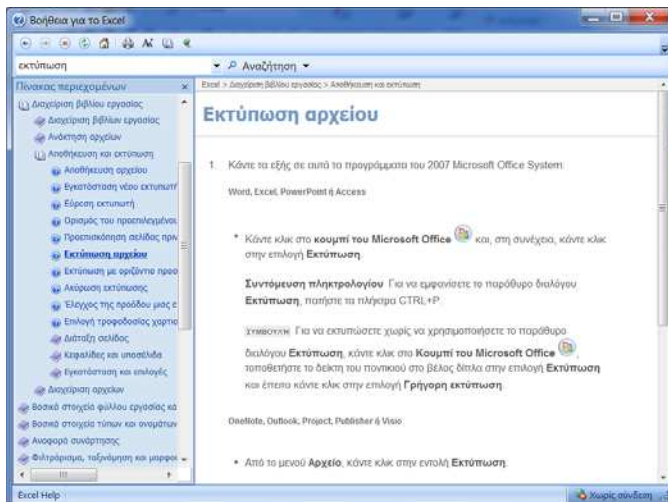 Βοήθεια για το Excel
εκτύπωση
Αναζήτηση
Πίνακας περιεχομένων
Excel > Διαχείριση βιβλίου εργασίας > Αποθήκευση και εκτύπωση
Διαχείριση βιβλίου εργασίας
Διαχείριση βιβλίων εργασίας
Ανάκτηση αρχείων
Αποθήκευση και εκτύπωση
Αποθήκευση αρχείου
Εγκατάσταση νέου εκτυπωτή
Εύρεση εκτυπωτή
Ορισμός του προεπιλεγμένου
Προεπισκόπηση σελίδας πριν
Εκτύπωση αρχείου
Εκτύπωση με οριζόντιο προσα
Ακύρωση εκτύπωσης
Έλεγχος της προόδου μιας ε
Επιλογή τροφοδοσίας χαρτιο
Διάταξη σελίδας
Κεφαλίδες και υποσέλιδα
Εγκατάσταση και επιλογές
Διαχείριση αρχείων
Βασικά στοιχεία φύλλου εργασίας κα
Βασικά στοιχεία τύπων και ονομάτων
Αναφορά συνάρτησης
Φιλτράρισμα, ταξινόμηση και μορφοπ
Εκτύπωση αρχείου
1. Κάντε τα εξής σε αυτά τα προγράμματα του 2007 Microsoft Office System:
Word, Excel, PowerPoint ή Access
• Κάντε κλικ στο κουμπί του Microsoft Office και, στη συνέχεια, κάντε κλικ
στην επιλογή Εκτύπωση.
Συντόμευση πληκτρολογίου Για να εμφανίσετε το παράθυρο διαλόγου
Εκτύπωση, πατήστε τα πλήκτρα CTRL+P.
ΣΥΜΒΟΥΛΗ Για να εκτυπώσετε χωρίς να χρησιμοποιήσετε το παράθυρο
διαλόγου Εκτύπωση, κάντε κλικ στο Κουμπί του Microsoft Office ,
τοποθετήστε το δείκτη του ποντικιού στο βέλος δίπλα στην επιλογή Εκτύπωση
και έπειτα κάντε κλικ στην επιλογή Γρήγορη εκτύπωση.
OneNote, Outlook, Project, Publisher ή Visio
• Από το μενού Αρχείο, κάντε κλικ στην εντολή Εκτύπωση.
Excel Help
Χωρίς σύνδεση